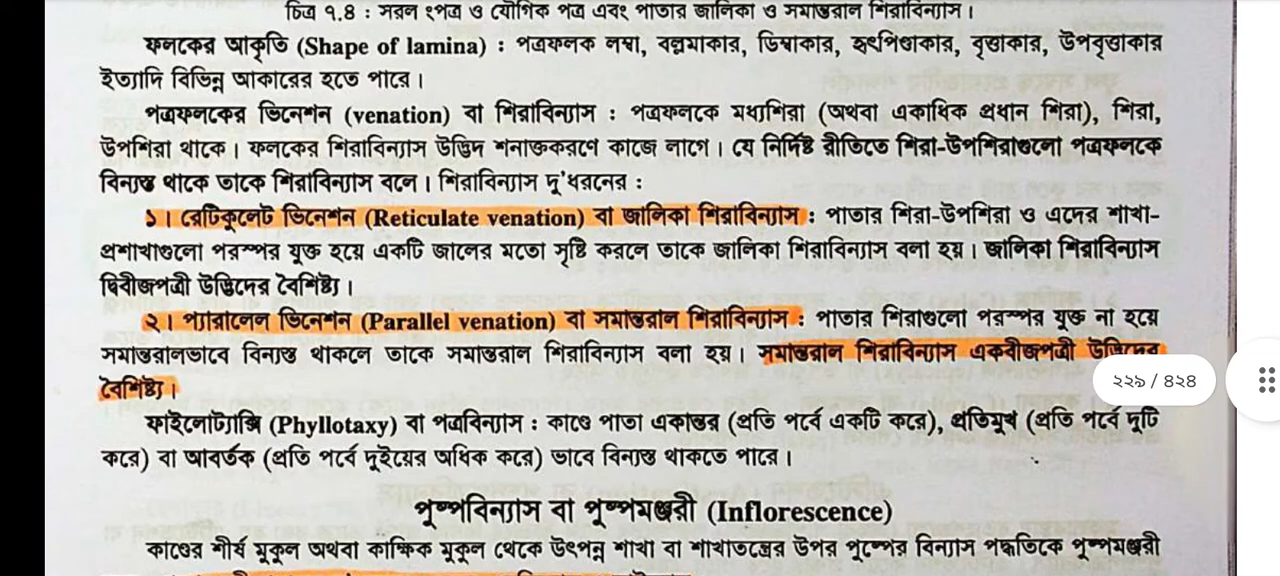 চিত্র ৭.৪ : সরল ংপত্র ও যৌগিক পত্র এবং পাতার জালিকা ও সমান্তরাল শিরাবিন্যাস।
ফলকের আকৃতি (Shape of lamina) : পত্রফলক লম্বা, বল্লমাকার, ডিম্বাকার, হৃৎপিণ্ডাকার, বৃত্তাকার, উপবৃত্তাকার
ইত্যাদি বিভিন্ন আকারের হতে পারে।
পত্রফলকের ভিনেশন (venation) বা শিরাবিন্যাস : পত্রফলকে মধ্যশিরা (অথবা একাধিক প্রধান শিরা), শিরা,
উপশিরা থাকে। ফলকের শিরাবিন্যাস উদ্ভিদ শনাক্তকরণে কাজে লাগে। যে নির্দিষ্ট রীতিতে শিরা-উপশিরাগুলো পত্রফলকে
বিন্যস্ত থাকে তাকে শিরাবিন্যাস বলে। শিরাবিন্যাস দু'ধরনের :
১। রেটিকুলেট ভিনেশন (Reticulate venation) বা জালিকা শিরাবিন্যাস : পাতার শিরা-উপশিরা ও এদের শাখা-
প্রশাখাগুলো পরস্পর যুক্ত হয়ে একটি জালের মতো সৃষ্টি করলে তাকে জালিকা শিরাবিন্যাস বলা হয়। জালিকা শিরাবিন্যাস
দ্বিবীজপত্রী উদ্ভিদের বৈশিষ্ট্য।
২। প্যারালেল ভিনেশন (Parallel venation) বা সমান্তরাল শিরাবিন্যাস : পাতার শিরাগুলো পরস্পর যুক্ত না হয়ে
সমান্তরালভাবে বিন্যস্ত থাকলে তাকে সমান্তরাল শিরাবিন্যাস বলা হয়। সমান্তরাল শিরাবিন্যাস একবীজপত্রী উদ্ভিদের
বৈশিষ্ট্য।
২২৯ / ৪২৪
ফাইলোট্যাক্সি (Phyllotaxy) বা পত্রবিন্যাস : কাণ্ডে পাতা একান্তর (প্রতি পর্বে একটি করে), প্রতিমুখ (প্রতি পর্বে দুটি
করে) বা আবর্তক (প্রতি পর্বে দুইয়ের অধিক করে) ভাবে বিন্যস্ত থাকতে পারে।
পুষ্পবিন্যাস বা পুষ্পমঞ্জরী (Inflorescence)
কাণ্ডের শীর্ষ মুকুল অথবা কাক্ষিক মুকুল থেকে উৎপন্ন শাখা বা শাখাতন্ত্রের উপর পুষ্পের বিন্যাস পদ্ধতিকে পুষ্পমঞ্জরী